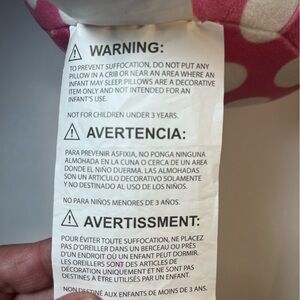 ⚠ WARNING:
TO PREVENT SUFFOCATION, DO NOT PUT ANY
PILLOW IN A CRIB OR NEAR AN AREA WHERE AN
INFANT MAY SLEEP. PILLOWS ARE A DECORATIVE
ITEM ONLY AND NOT INTENDED FOR AN
INFANT'S USE.
NOT FOR CHILDREN UNDER 3 YEARS.
⚠ AVERTENCIA:
PARA PREVENIR ASFIXIA, NO PONGA NINGUNA
ALMOHADA EN LA CUNA O CERCA DE UN AREA
DONDE EL NIÑO DUERMA. LAS ALMOHADAS
SON UN ARTICULO DECORATIVO SOLAMENTE
Y NO DESTINADO AL USO DE LOS NIÑOS.
NO PARA NIÑOS MENORES DE 3 AÑOS.
⚠ AVERTISSMENT:
POUR ÉVITER TOUTE SUFFOCATION, NE PLACEZ
PAS D'OREILLER DANS UN BERCEAU OU PRÈS
D'UN ENDROIT OÙ UN ENFANT PEUT DORMIR.
LES OREILLERS SONT DES ARTICLES DE
DÉCORATION UNIQUEMENT ET NE SONT PAS
DESTINÉS À ÊTRE UTILISÉS PAR UN ENFANT.
NON DESTINÉ AUX ENFANTS DE MOINS DE 3 ANS.